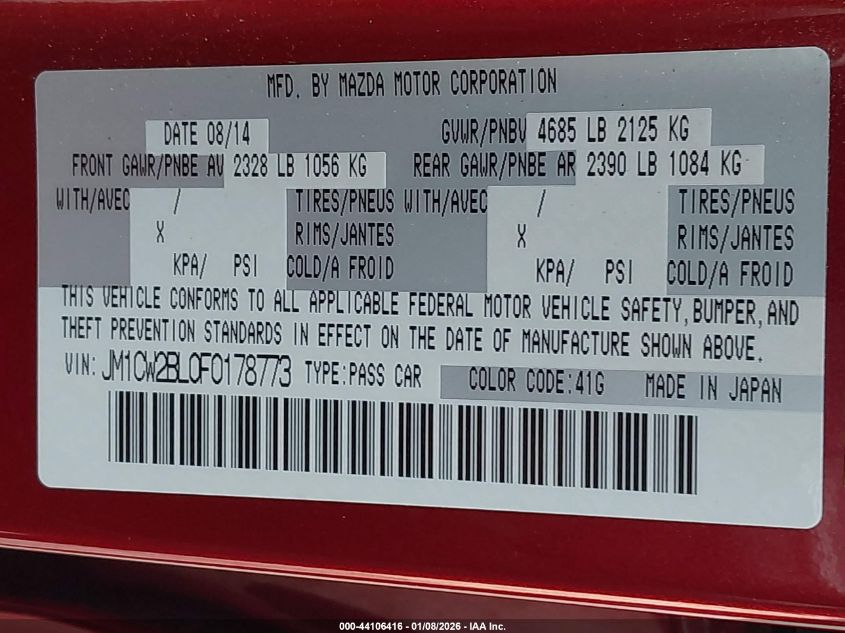 MFD. BY MAZDA MOTOR CORPORATION
DATE 08/14 GVWR/PNBV 4685 LB 2125 KG
FRONT GAWR/PNBE AV 2328 LB 1056 KG REAR GAWR/PNBE AR 2390 LB 1084 KG
WITH/AVEC / TIRES/PNEUS WITH/AVEC / TIRES/PNEUS
X RIMS/JANTES X RIMS/JANTES
KPA/ PSI COLD/A FROID KPA/ PSI COLD/A FROID
THIS VEHICLE CONFORMS TO ALL APPLICABLE FEDERAL MOTOR VEHICLE SAFETY, BUMPER, AND
THEFT PREVENTION STANDARDS IN EFFECT ON THE DATE OF MANUFACTURE SHOWN ABOVE.
VIN: JM1CW2BL0F0178773 TYPE:PASS CAR COLOR CODE:41G MADE IN JAPAN
000-44106416 - 01/08/2026 - IAA Inc.